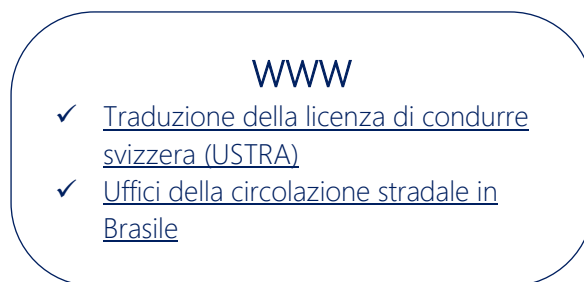 WWW
✓ Traduzione della licenza di condurre
svizzera (USTRA)
✓ Uffici della circolazione stradale in
Brasile